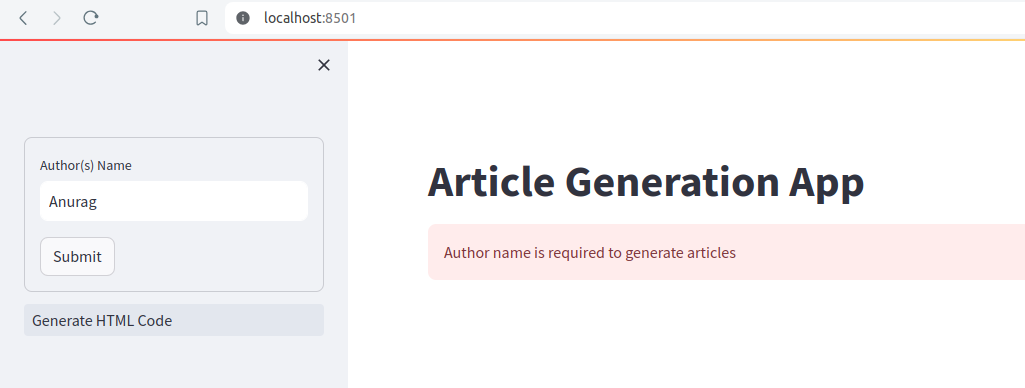 localhost:8501
Author(s) Name
Anurag
Submit
Generate HTML Code
Article Generation App
Author name is required to generate articles